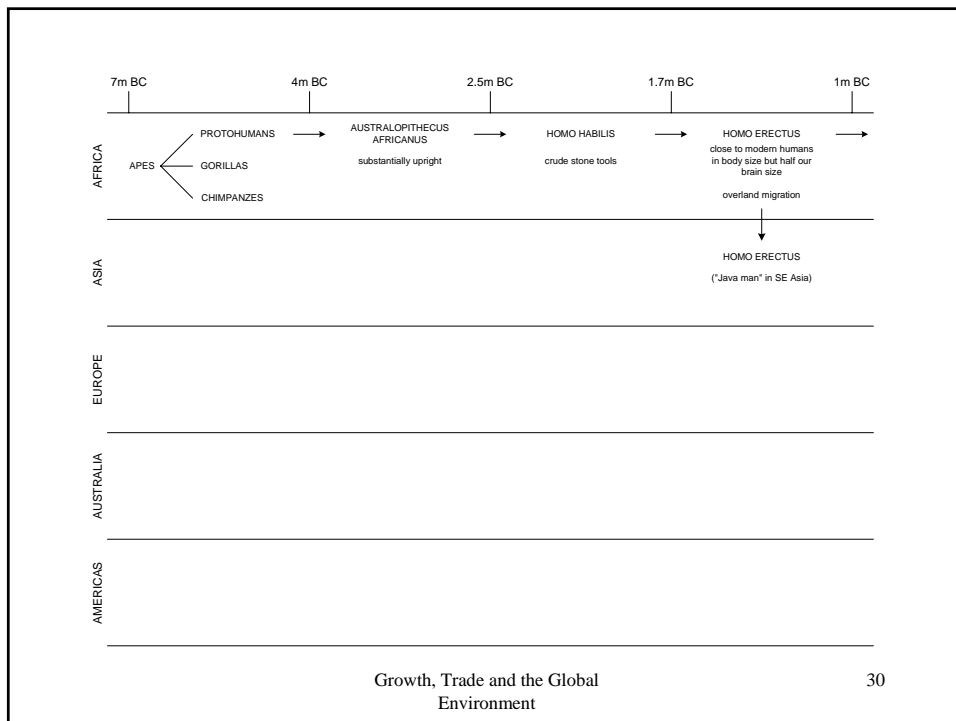 7m BC 4m BC 2.5m BC 1.7m BC 1m BC
AFRICA
APES
PROTOHUMANS
GORILLAS
CHIMPANZES
AUSTRALOPITHECUS
AFRICANUS
substantially upright
HOMO HABILIS
crude stone tools
HOMO ERECTUS
close to modern humans
in body size but half our
brain size
overland migration
ASIA
HOMO ERECTUS
("Java man" in SE Asia)
EUROPE
AUSTRALIA
AMERICAS
Growth, Trade and the Global
Environment
30